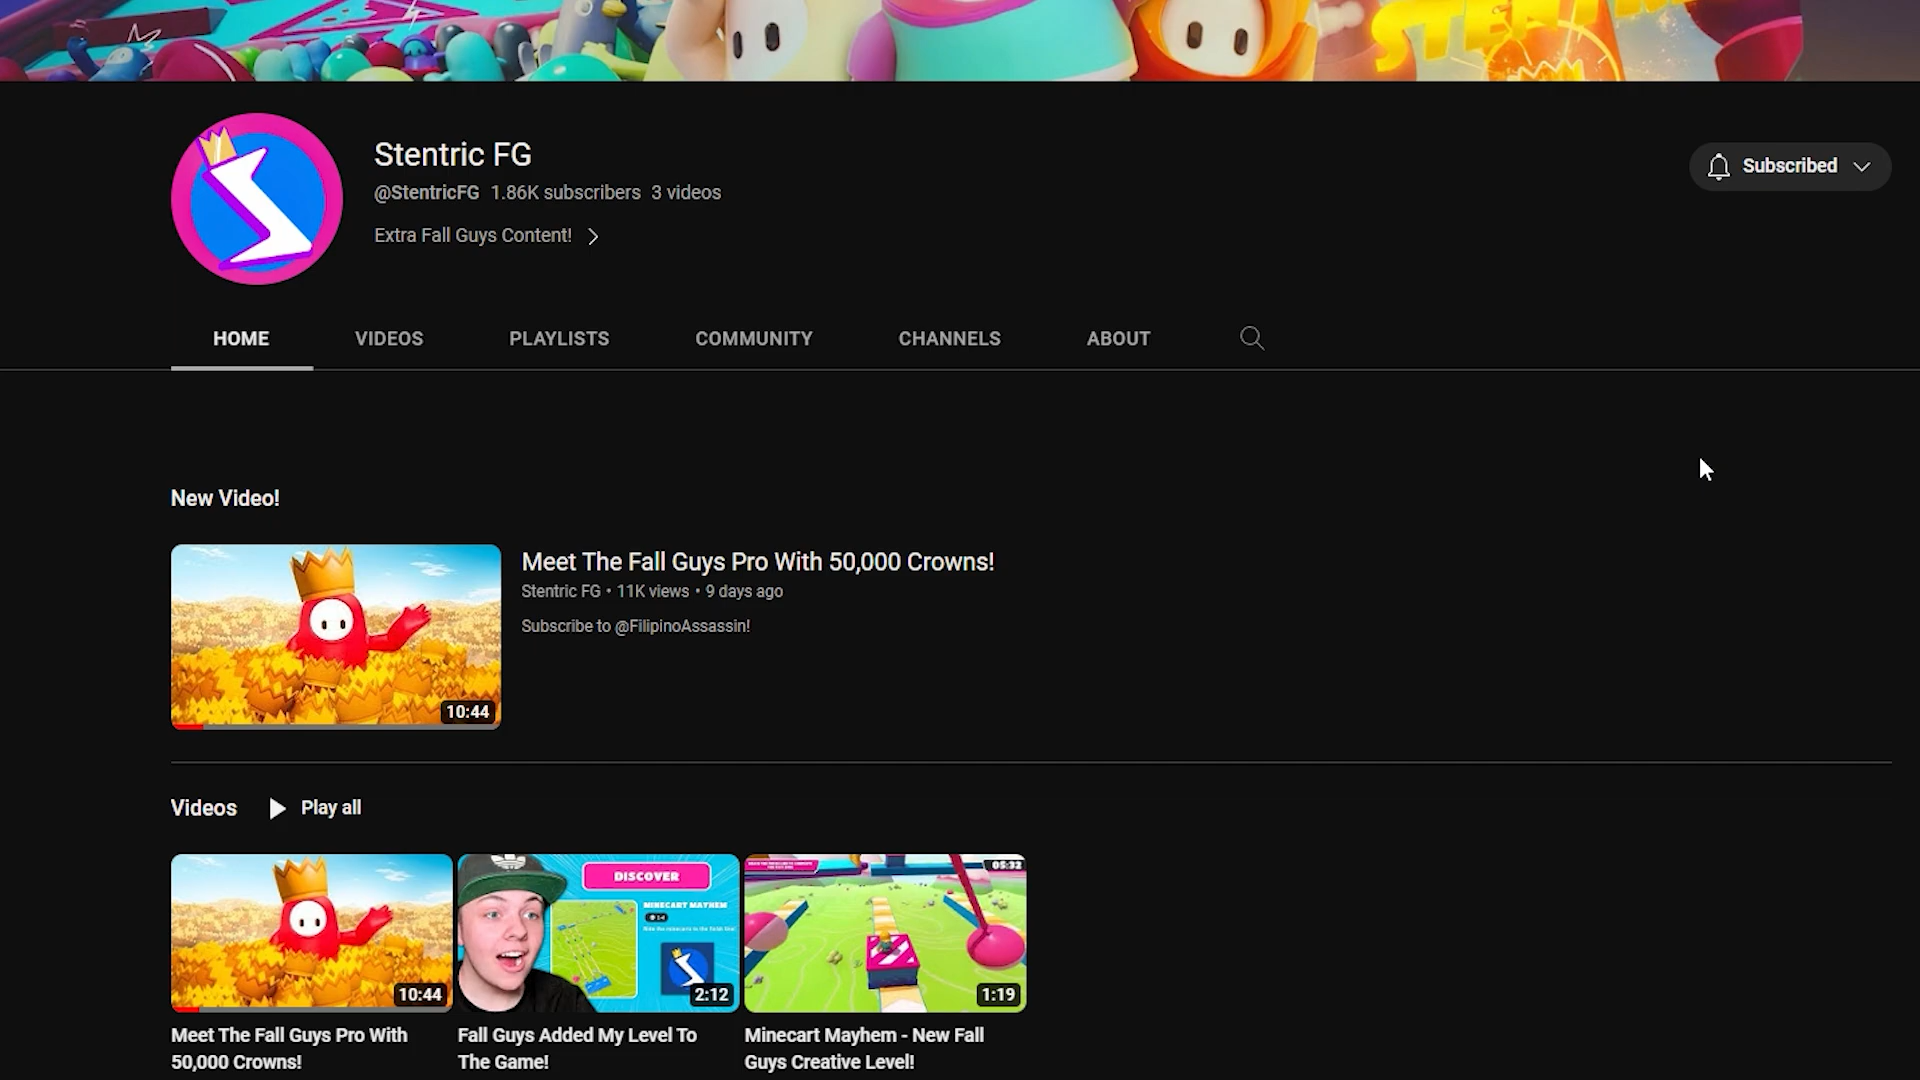 Stentric FG
@StentricFG 1.86K subscribers 3 videos
Extra Fall Guys Content!
Subscribed
HOME VIDEOS PLAYLISTS COMMUNITY CHANNELS ABOUT
New Video!
10:44
Meet The Fall Guys Pro With 50,000 Crowns!
Stentric FG • 11K views • 9 days ago
Subscribe to @FilipinoAssassin!
Videos Play all
10:44
DISCOVER
MINECART MAYHEM
2:12
05:32
1:19
Meet The Fall Guys Pro With
50,000 Crowns!
Fall Guys Added My Level To
The Game!
Minecart Mayhem - New Fall
Guys Creative Level!